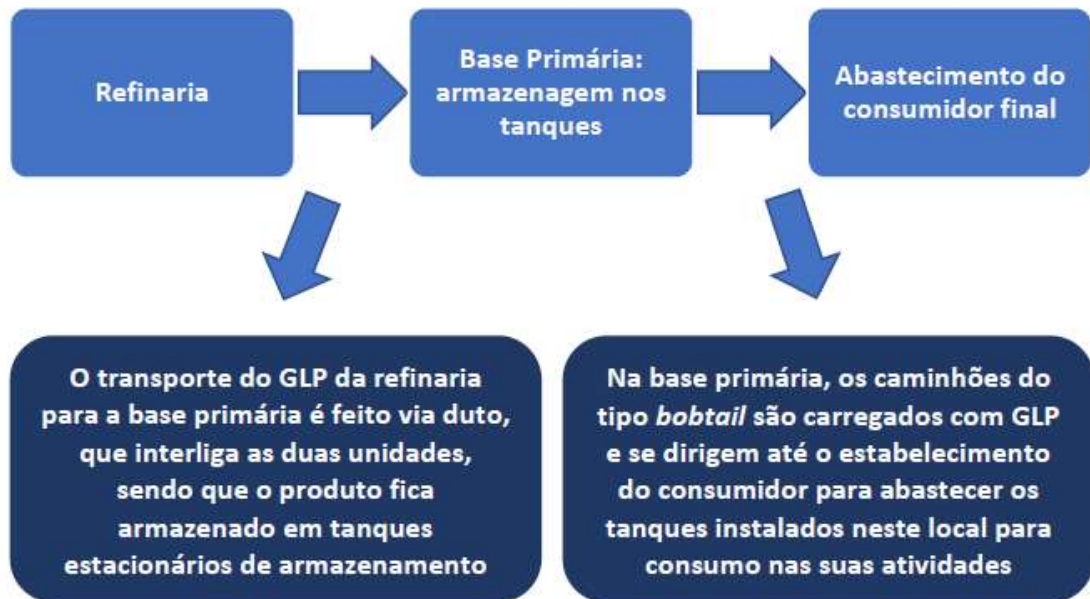 Refinaria
Base Primária:
armazenagem nos
tanques
Abastecimento do
consumidor final
O transporte do GLP da refinaria
para a base primária é feito via duto,
que interliga as duas unidades,
sendo que o produto fica
armazenado em tanques
estacionários de armazenamento
Na base primária, os caminhões do
tipo bobtail são carregados com GLP
e se dirigem até o estabelecimento
do consumidor para abastecer os
tanques instalados neste local para
consumo nas suas atividades